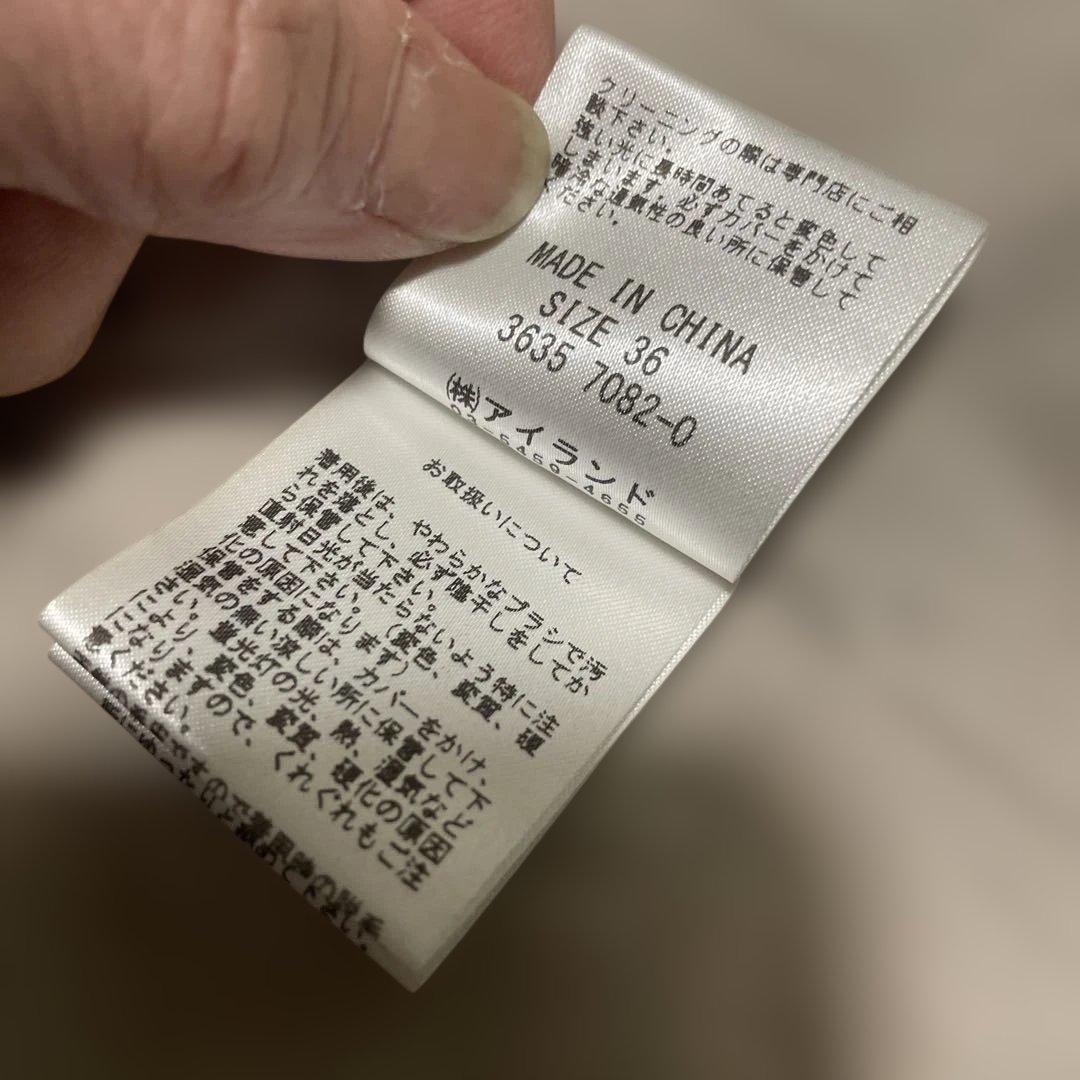 クリーニングの際は専門店にご相
談下さい。
強い光に長時間あてると変色して
しまいます。必ずカバーをかけて
暗冷な通気性の良い所に保管して
ください。
MADE IN CHINA
SIZE 36
3635 7082-0
(株)アイランド
お取扱いについて
着用後は、やわらかなブラシで汚
れを落とし、必ず陰干しをしてか
ら保管して下さい。
直射日光が当たらないよう特に注
意して下さい。(変色、変質、硬
化の原因になります)
保管をする際は、カバーをかけ、
湿気の無い涼しい所に保管して下
さい。蛍光灯の光、熱、湿気など
により、変色、変質、硬化の原因
になりますので、くれぐれもご注
意ください。